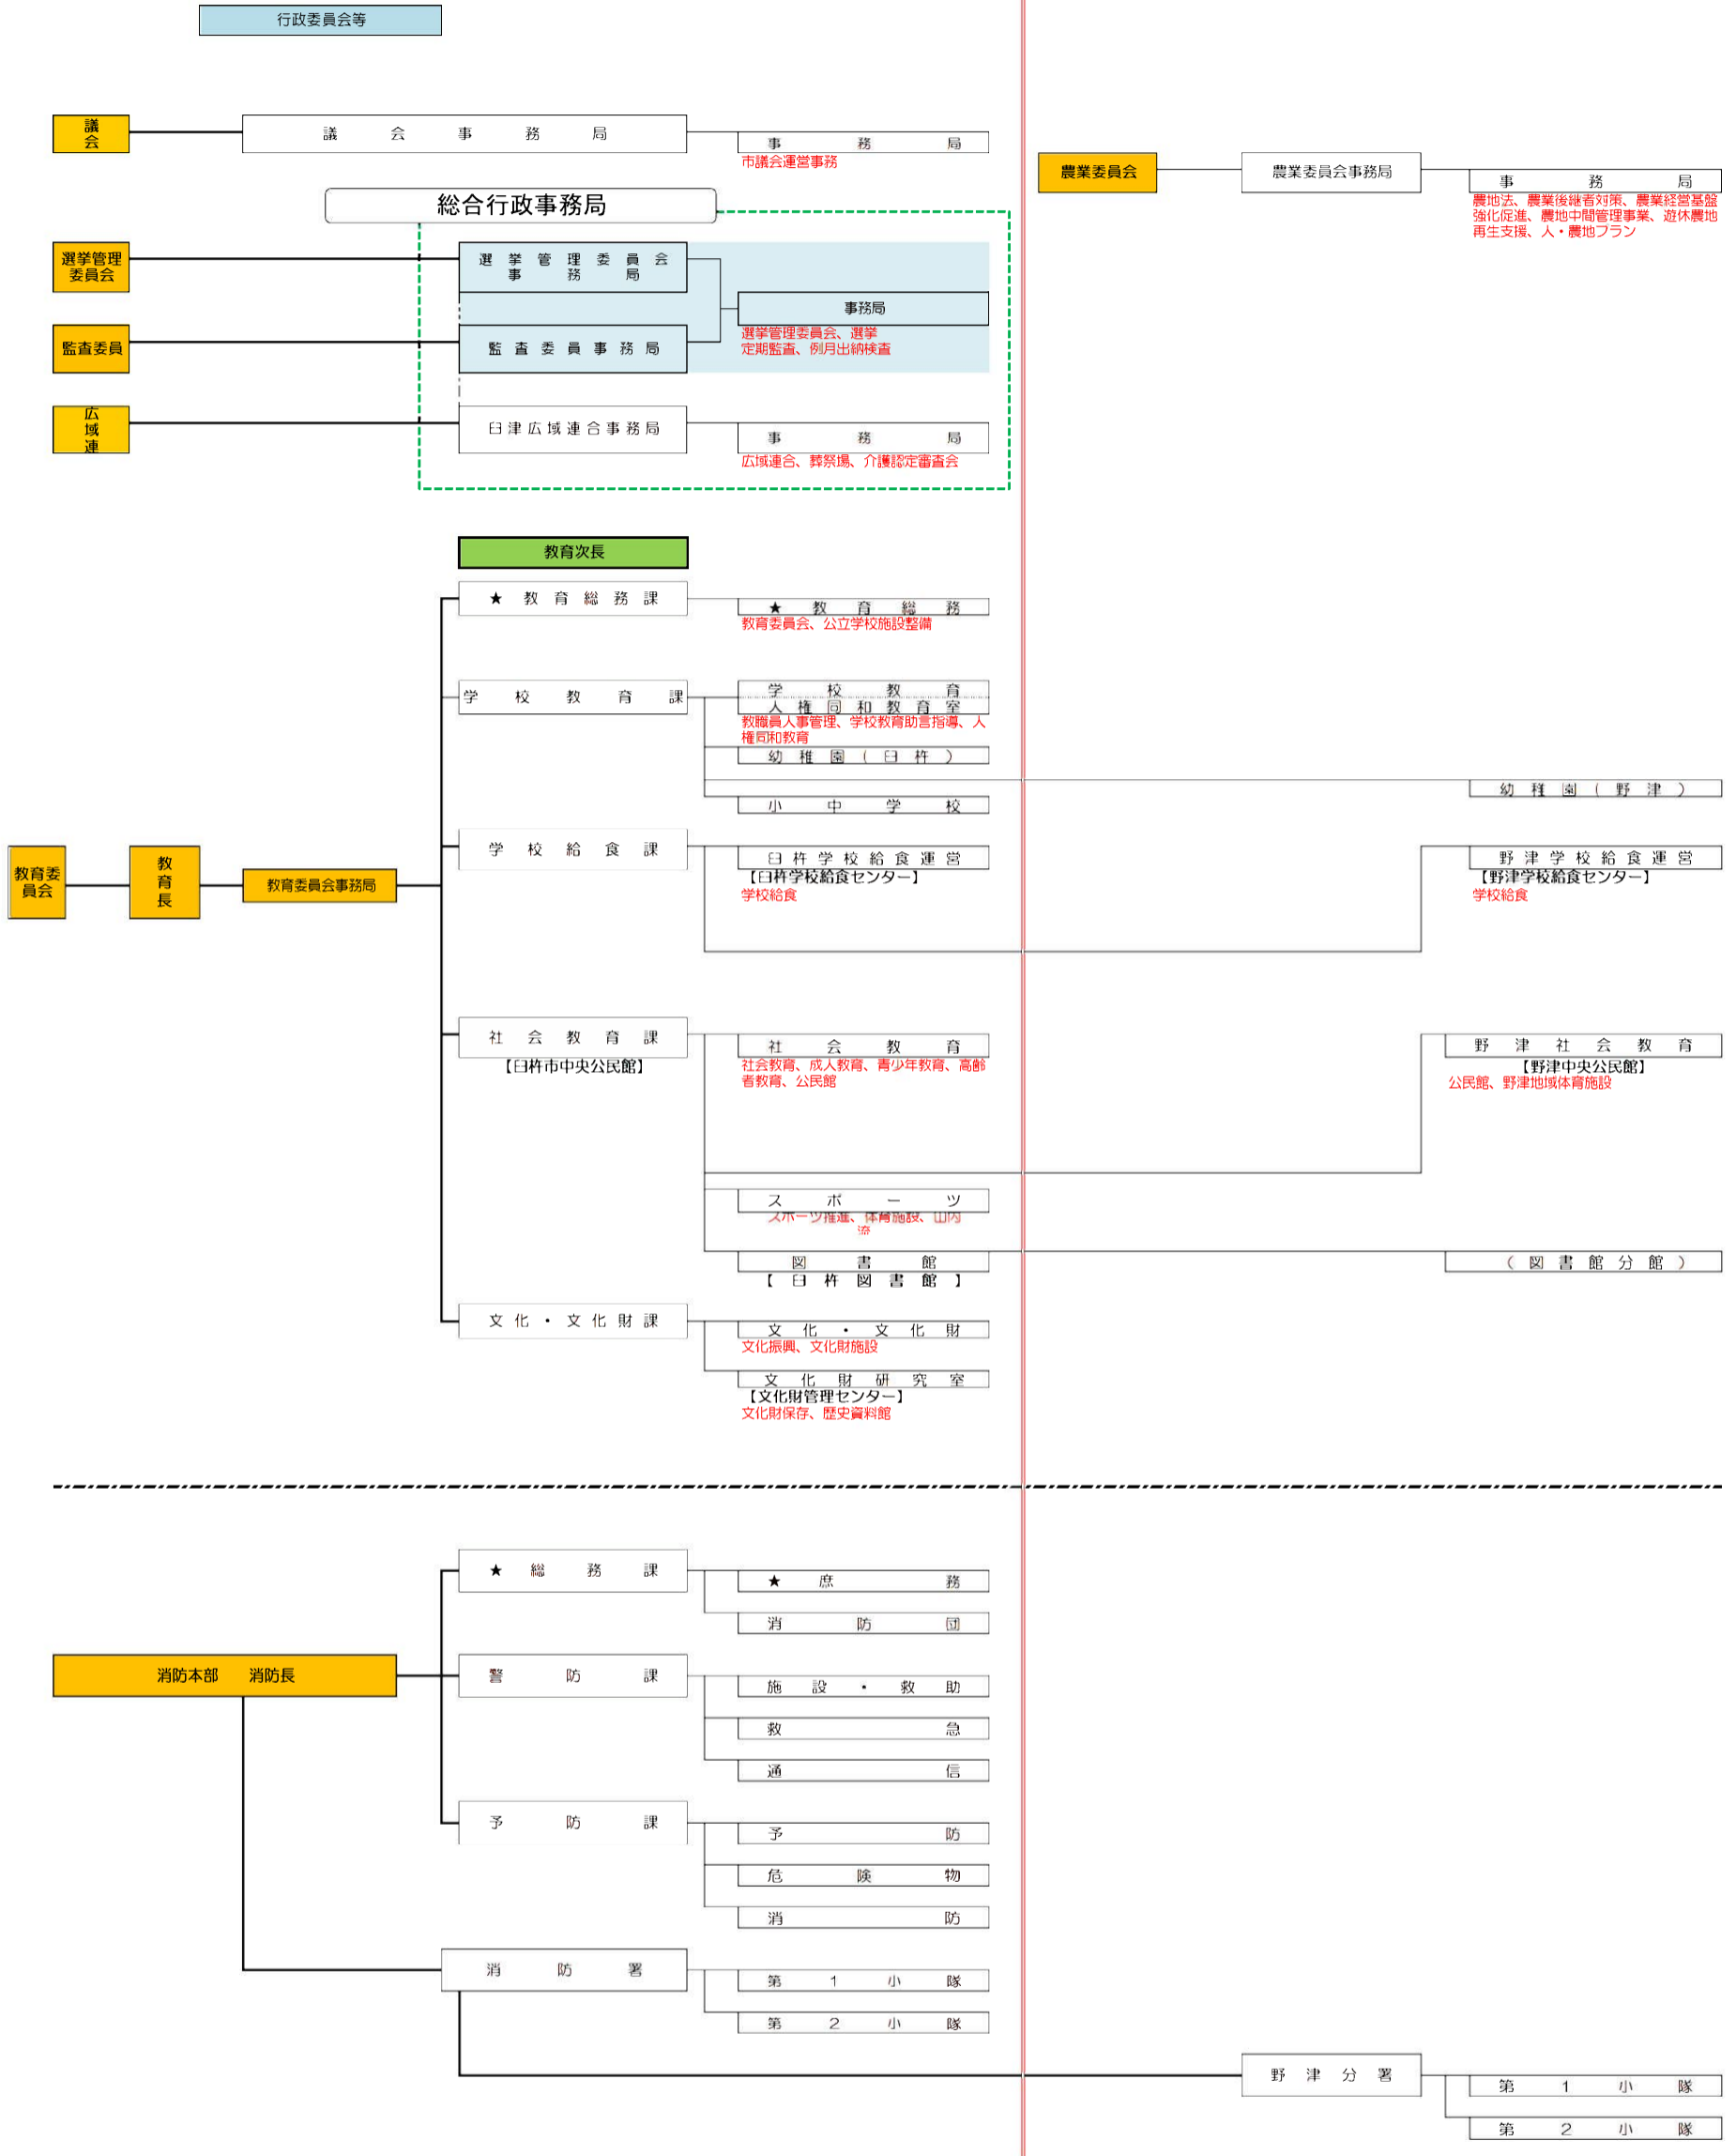 行政委員会等
議会
議会事務局
事務局
市議会運営事務
農業委員会
農業委員会事務局
事務局
農地法、農業後継者対策、農業経営基盤
強化促進、農地中間管理事業、遊休農地
再生支援、人・農地プラン
総合行政事務局
選挙管理
委員会
選挙管理委員会
事務局
事務局
選挙管理委員会、選挙
定期監査、例月出納検査
監査委員
監査委員事務局
広域連
臼津広域連合事務局
事務局
広域連合、葬祭場、介護認定審査会
教育次長
★教育総務課
★教育総務
教育委員会、公立学校施設整備
学校教育課
学校教育
人権同和教育室
教職員人事管理、学校教育助言指導、人
権同和教育
幼稚園(臼杵)
幼稚園(野津)
小中学校
教育委
員会
教育長
教育委員会事務局
学校給食課
臼杵学校給食運営
【臼杵学校給食センター】
学校給食
野津学校給食運営
【野津学校給食センター】
学校給食
社会教育課
【臼杵市中央公民館】
社会教育
社会教育、成人教育、青少年教育、高齢
者教育、公民館
野津社会教育
【野津中央公民館】
公民館、野津地域体育施設
スポーツ
スポーツ推進、体育施設、山内
流
図書館
【臼杵図書館】
(図書館分館)
文化・文化財課
文化・文化財
文化振興、文化財施設
文化財研究室
【文化財管理センター】
文化財保存、歴史資料館
★総務課
★庶務
消防団
消防本部　消防長
警防課
施設・救助
救急
通信
予防課
予防
危険物
消防
消防署
第1小隊
第2小隊
野津分署
第1小隊
第2小隊